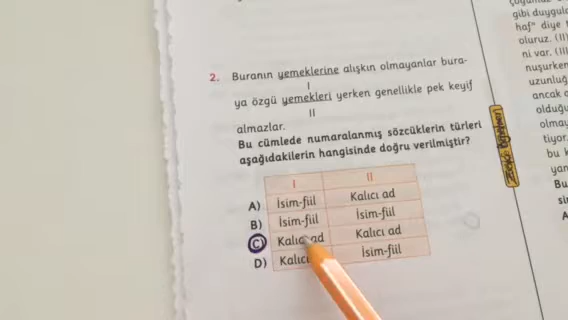 2. Buranın yemeklerine alışkın olmayanlar bura-
I
ya özgü yemekleri yerken genellikle pek keyif
II
almazlar.
Bu cümlede numaralanmış sözcüklerin türleri
aşağıdakilerin hangisinde doğru verilmiştir?
I II
A) İsim-fiil Kalıcı ad
B) İsim-fiil İsim-fiil
C) Kalıcı ad Kalıcı ad
D) Kalıcı İsim-fiil
gibi duygula
haf" diye
oluruz. (II)
ni var. (III
nuşurken
uzunluğ
ancak
olduğu
olmay
tiyor.
bu
yan
Bu
A